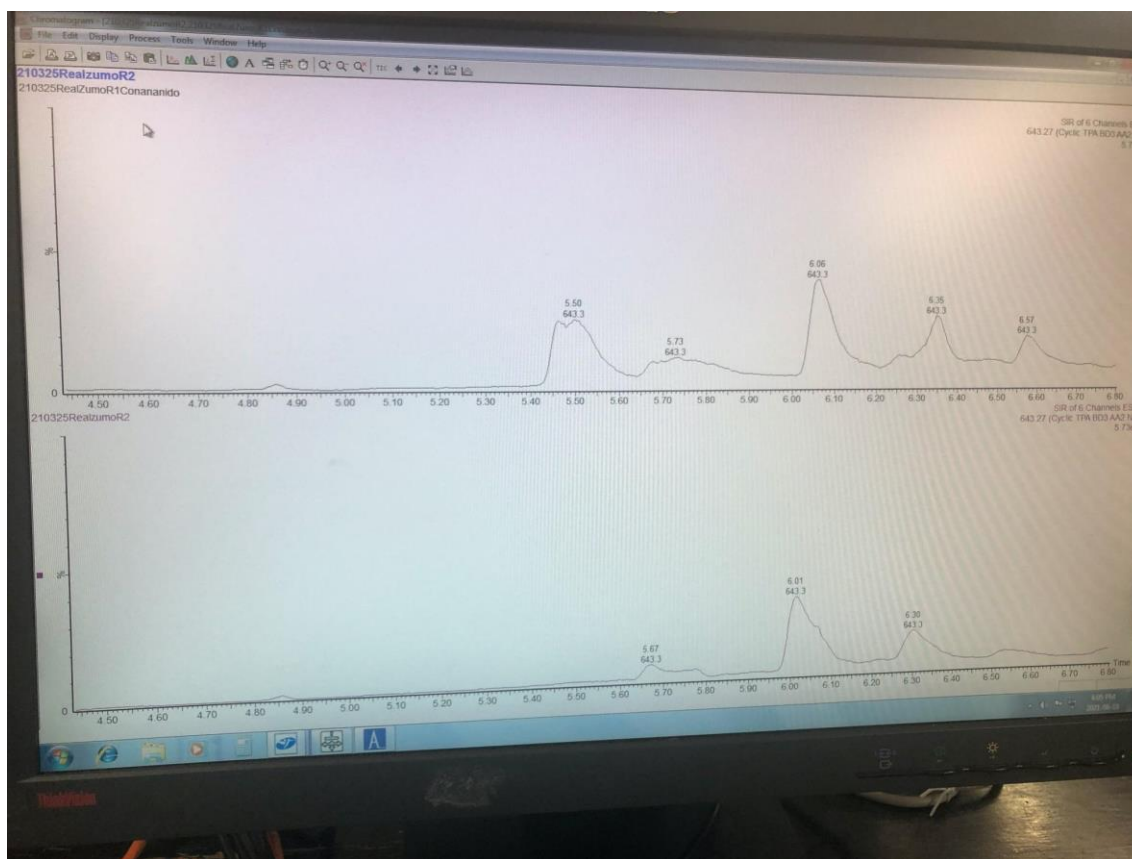 File Edit Display Process Tools Window Help
210325RealzumoR2
210325RealZumoR1Conananido
SIR of 6 Channels
643.27 (Cyclic TPA BD3 AA2
%
5.50
643.3
5.73
643.3
6.06
643.3
6.35
643.3
6.57
643.3
0
4.50 4.60 4.70 4.80 4.90 5.00 5.10 5.20 5.30 5.40 5.50 5.60 5.70 5.80 5.90 6.00 6.10 6.20 6.30 6.40 6.50 6.60 6.70 6.80
210325RealzumoR2
SIR of 6 Channels ES
643.27 (Cyclic TPA BD3 AA2 N
%
5.67
643.3
6.01
643.3
6.30
643.3
Time
0
4.50 4.60 4.70 4.80 4.90 5.00 5.10 5.20 5.30 5.40 5.50 5.60 5.70 5.80 5.90 6.00 6.10 6.20 6.30 6.40 6.50 6.60 6.70 6.80
ThinkVision